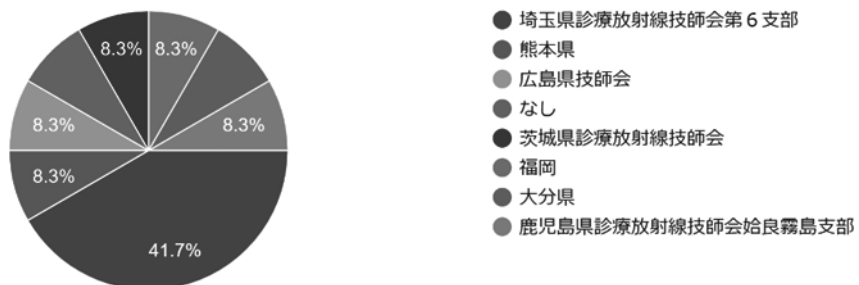 8.3%
8.3%
8.3%
8.3%
8.3%
41.7%
埼玉県診療放射線技師会第６支部
熊本県
広島県技師会
なし
茨城県診療放射線技師会
福岡
大分県
鹿児島県診療放射線技師会姶良霧島支部